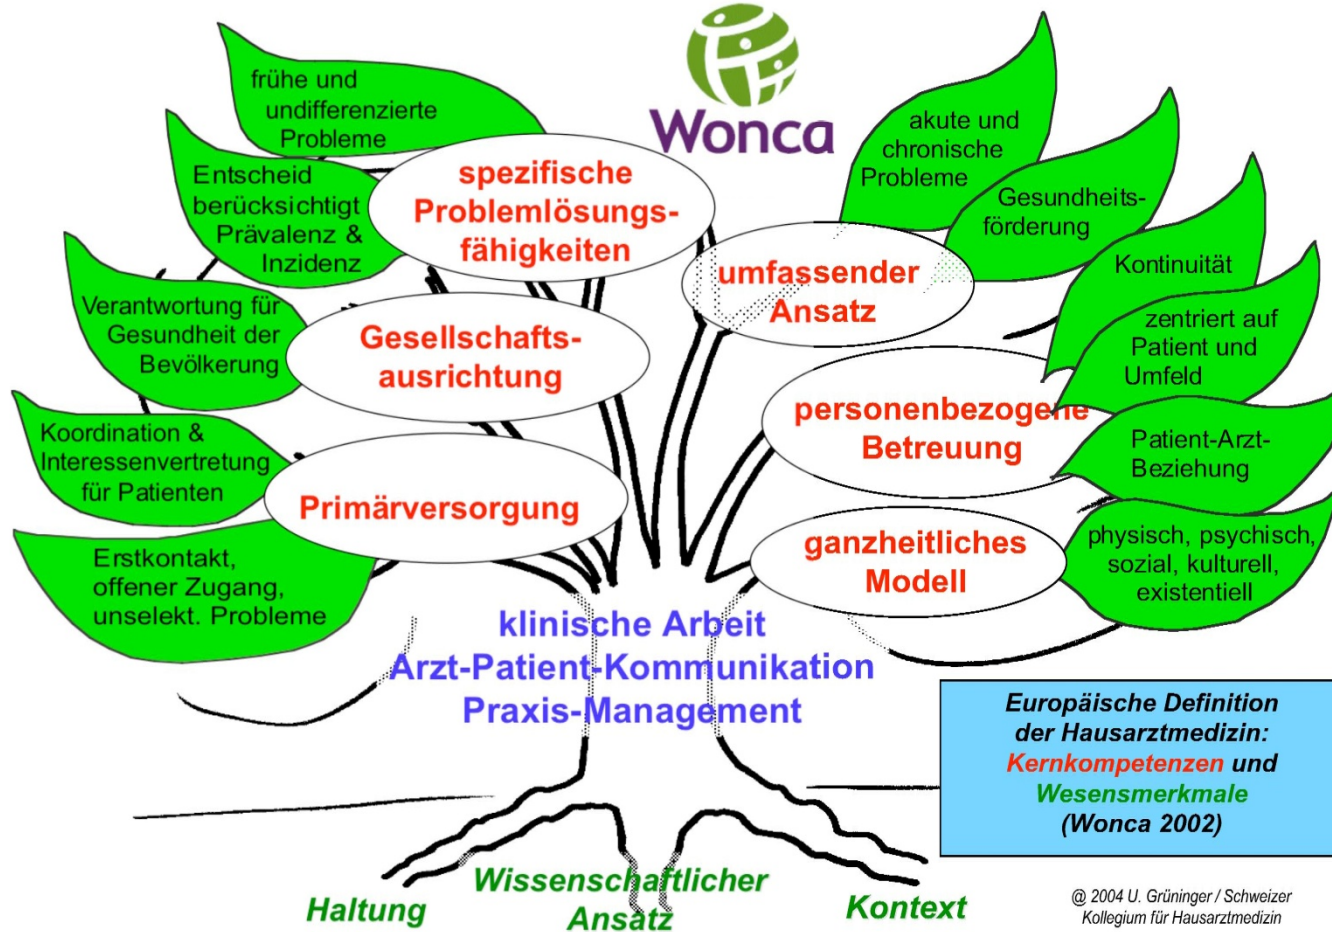 Wonca
frühe und
undifferenzierte
Probleme
Entscheid
berücksichtigt
Prävalenz &
Inzidenz
Verantwortung für
Gesundheit der
Bevölkerung
Koordination &
Interessenvertretung
für Patienten
Erstkontakt,
offener Zugang,
unselekt. Probleme
spezifische
Problemlösungs-
fähigkeiten
Gesellschafts-
ausrichtung
Primärversorgung
umfassender
Ansatz
personenbezogene
Betreuung
ganzheitliches
Modell
akute und
chronische
Probleme
Gesundheits-
förderung
Kontinuität
zentriert auf
Patient und
Umfeld
Patient-Arzt-
Beziehung
physisch, psychisch,
sozial, kulturell,
existentiell
klinische Arbeit
Arzt-Patient-Kommunikation
Praxis-Management
Haltung
Wissenschaftlicher
Ansatz
Kontext
Europäische Definition
der Hausarztmedizin:
Kernkompetenzen und
Wesensmerkmale
(Wonca 2002)
@ 2004 U. Grüninger / Schweizer
Kollegium für Hausarztmedizin